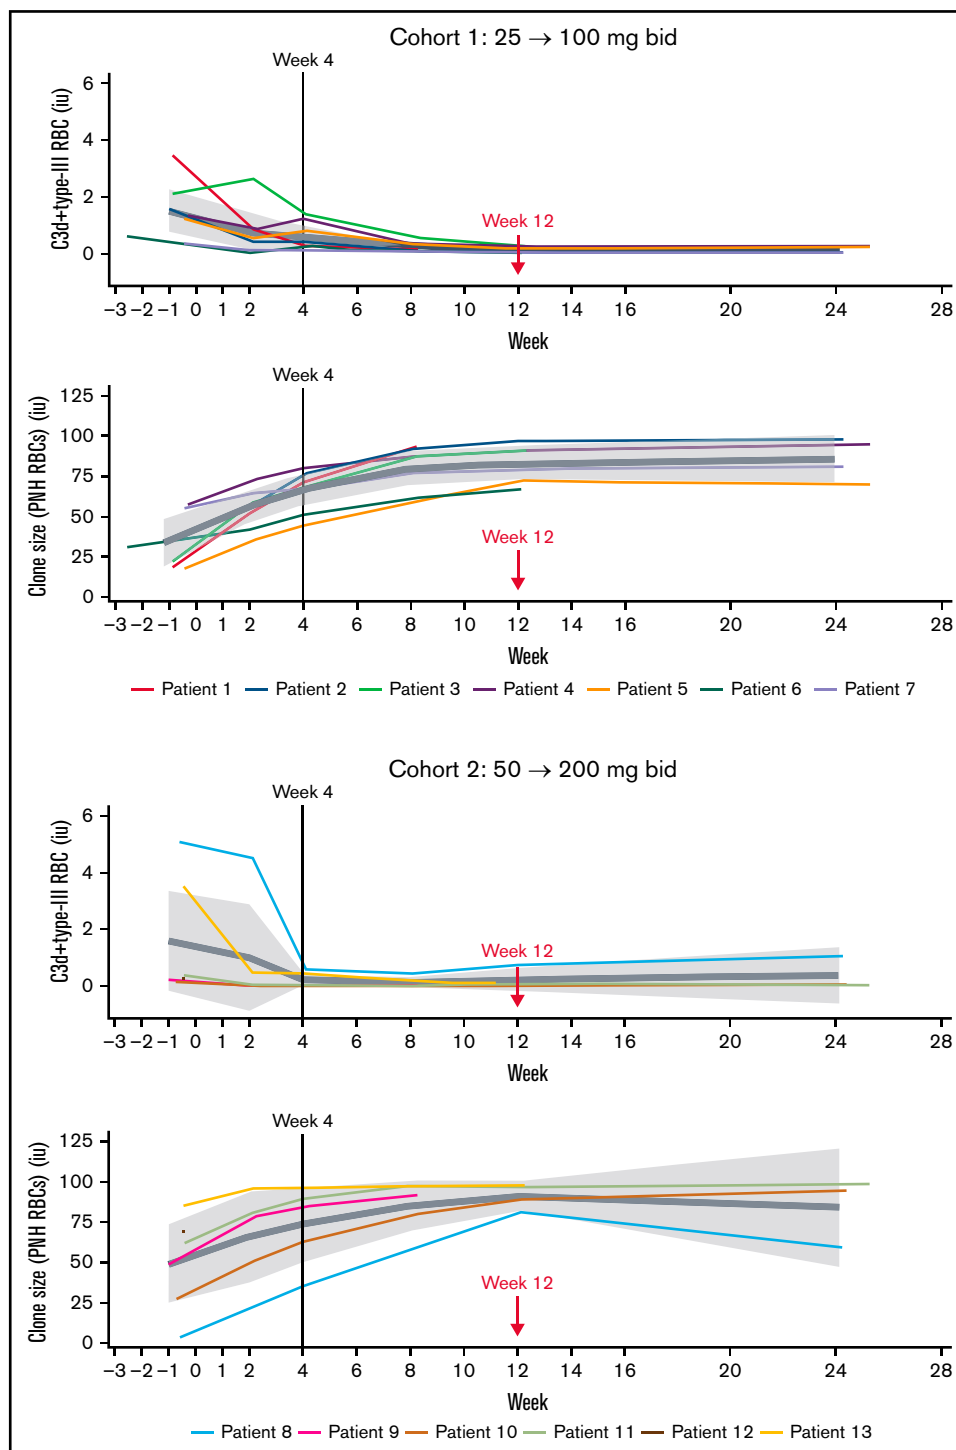 Cohort 1: 25 → 100 mg bid
Week 4
C3d+type-III RBC (iu)
6
4
2
0
Week 12
−3 −2 −1 0 1 2 4 6 8 10 12 14 16 20 24 28
Week
Week 4
Clone size (PNH RBCs) (iu)
125
100
75
50
25
0
Week 12
−3 −2 −1 0 1 2 4 6 8 10 12 14 16 20 24 28
Week
Patient 1 Patient 2 Patient 3 Patient 4 Patient 5 Patient 6 Patient 7
Cohort 2: 50 → 200 mg bid
Week 4
C3d+type-III RBC (iu)
6
4
2
0
Week 12
−3 −2 −1 0 1 2 4 6 8 10 12 14 16 20 24 28
Week
Week 4
Clone size (PNH RBCs) (iu)
125
100
75
50
25
0
Week 12
−3 −2 −1 0 1 2 4 6 8 10 12 14 16 20 24 28
Week
Patient 8 Patient 9 Patient 10 Patient 11 Patient 12 Patient 13